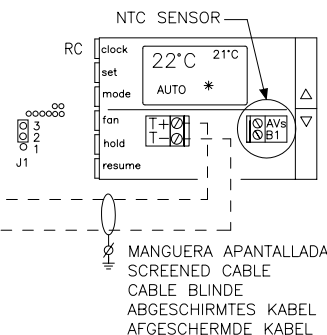 NTC SENSOR
RC
clock
set
mode
fan
hold
resume
22°C
21°C
AUTO
*
T+
T−
AVs
B1
3
2
1
J1
MANGUERA APANTALLADA
SCREENED CABLE
CABLE BLINDE
ABGESCHIRMTES KABEL
AFGESCHERMDE KABEL